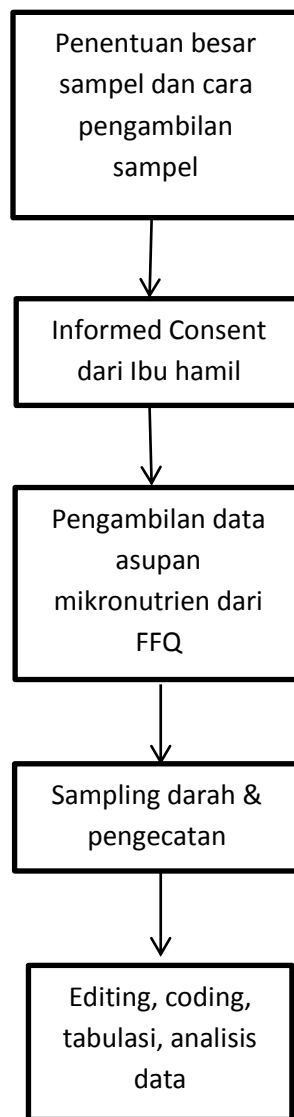 Penentuan besar
sampel dan cara
pengambilan
sampel
Informed Consent
dari Ibu hamil
Pengambilan data
asupan
mikronutrien dari
FFQ
Sampling darah &
pengecatan
Editing, coding,
tabulasi, analisis
data